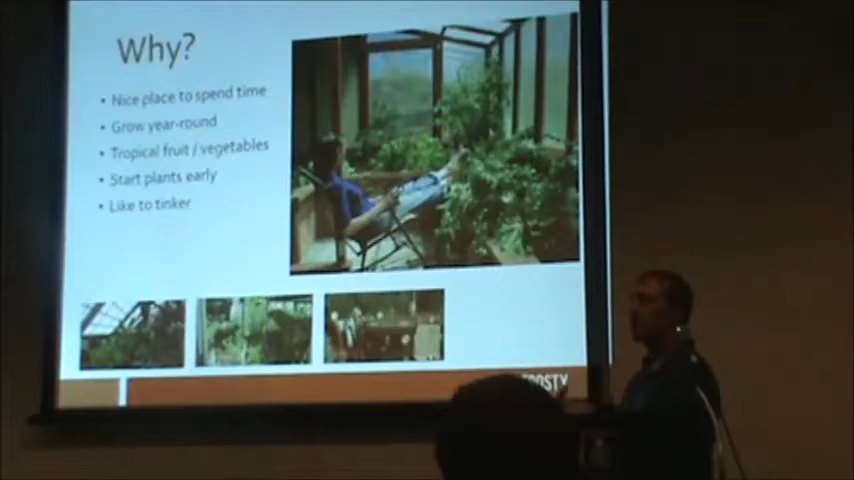 Why?
• Nice place to spend time
• Grow year-round
• Tropical fruit / vegetables
• Start plants early
• Like to tinker